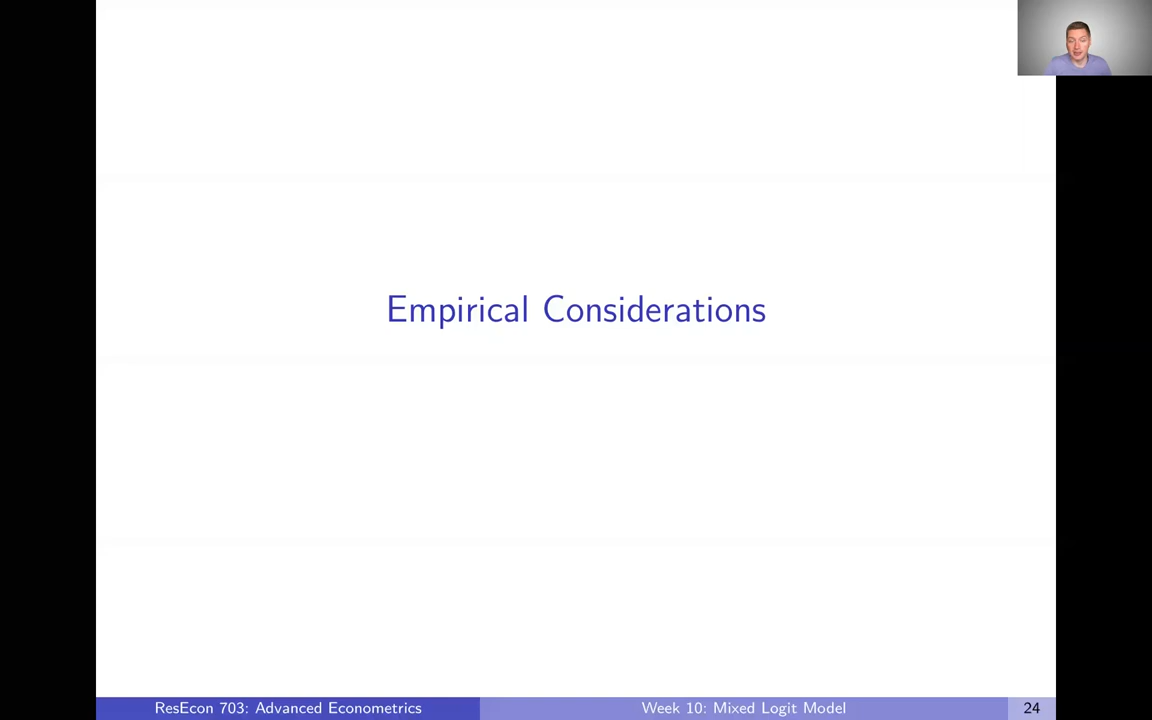 Empirical Considerations
ResEcon 703: Advanced Econometrics
Week 10: Mixed Logit Model
24